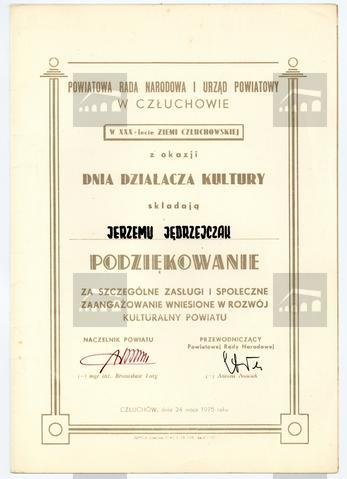 POWIATOWA RADA NARODOWA I URZĄD POWIATOWY
W CZŁUCHOWIE
W XXX-lecie ZIEMI CZŁUCHOWSKIEJ
z okazji
DNIA DZIAŁACZA KULTURY
składają
JERZEMU JĘDRZEJCZAK
PODZIĘKOWANIE
ZA SZCZEGÓLNE ZASŁUGI I SPOŁECZNE
ZAANGAŻOWANIE WNIESIONE W ROZWÓJ
KULTURALNY POWIATU
NACZELNIK POWIATU
(-) mgr inż. Bronisław Łoży
PRZEWODNICZĄCY
Powiatowej Rady Narodowej
(-) Antoni
CZŁUCHÓW, dnia 24 maja 1975 roku